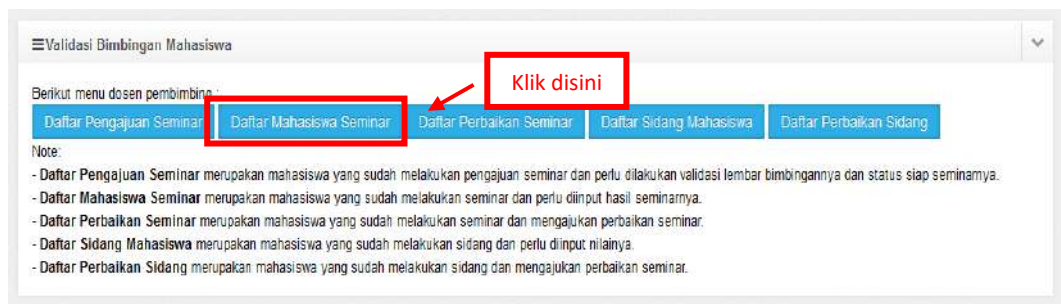 Validasi Bimbingan Mahasiswa
Klik disini
Berikut menu dosen pembimbing :
Daftar Pengajuan Seminar Daftar Mahasiswa Seminar Daftar Perbaikan Seminar Daftar Sidang Mahasiswa Daftar Perbaikan Sidang
Note:
- Daftar Pengajuan Seminar merupakan mahasiswa yang sudah melakukan pengajuan seminar dan perlu dilakukan validasi lembar bimbingannya dan status siap seminarnya.
- Daftar Mahasiswa Seminar merupakan mahasiswa yang sudah melakukan seminar dan perlu diinput hasil seminarnya.
- Daftar Perbaikan Seminar merupakan mahasiswa yang sudah melakukan seminar dan mengajukan perbaikan seminar.
- Daftar Sidang Mahasiswa merupakan mahasiswa yang sudah melakukan sidang dan perlu diinput nilainya.
- Daftar Perbaikan Sidang merupakan mahasiswa yang sudah melakukan sidang dan mengajukan perbaikan seminar.